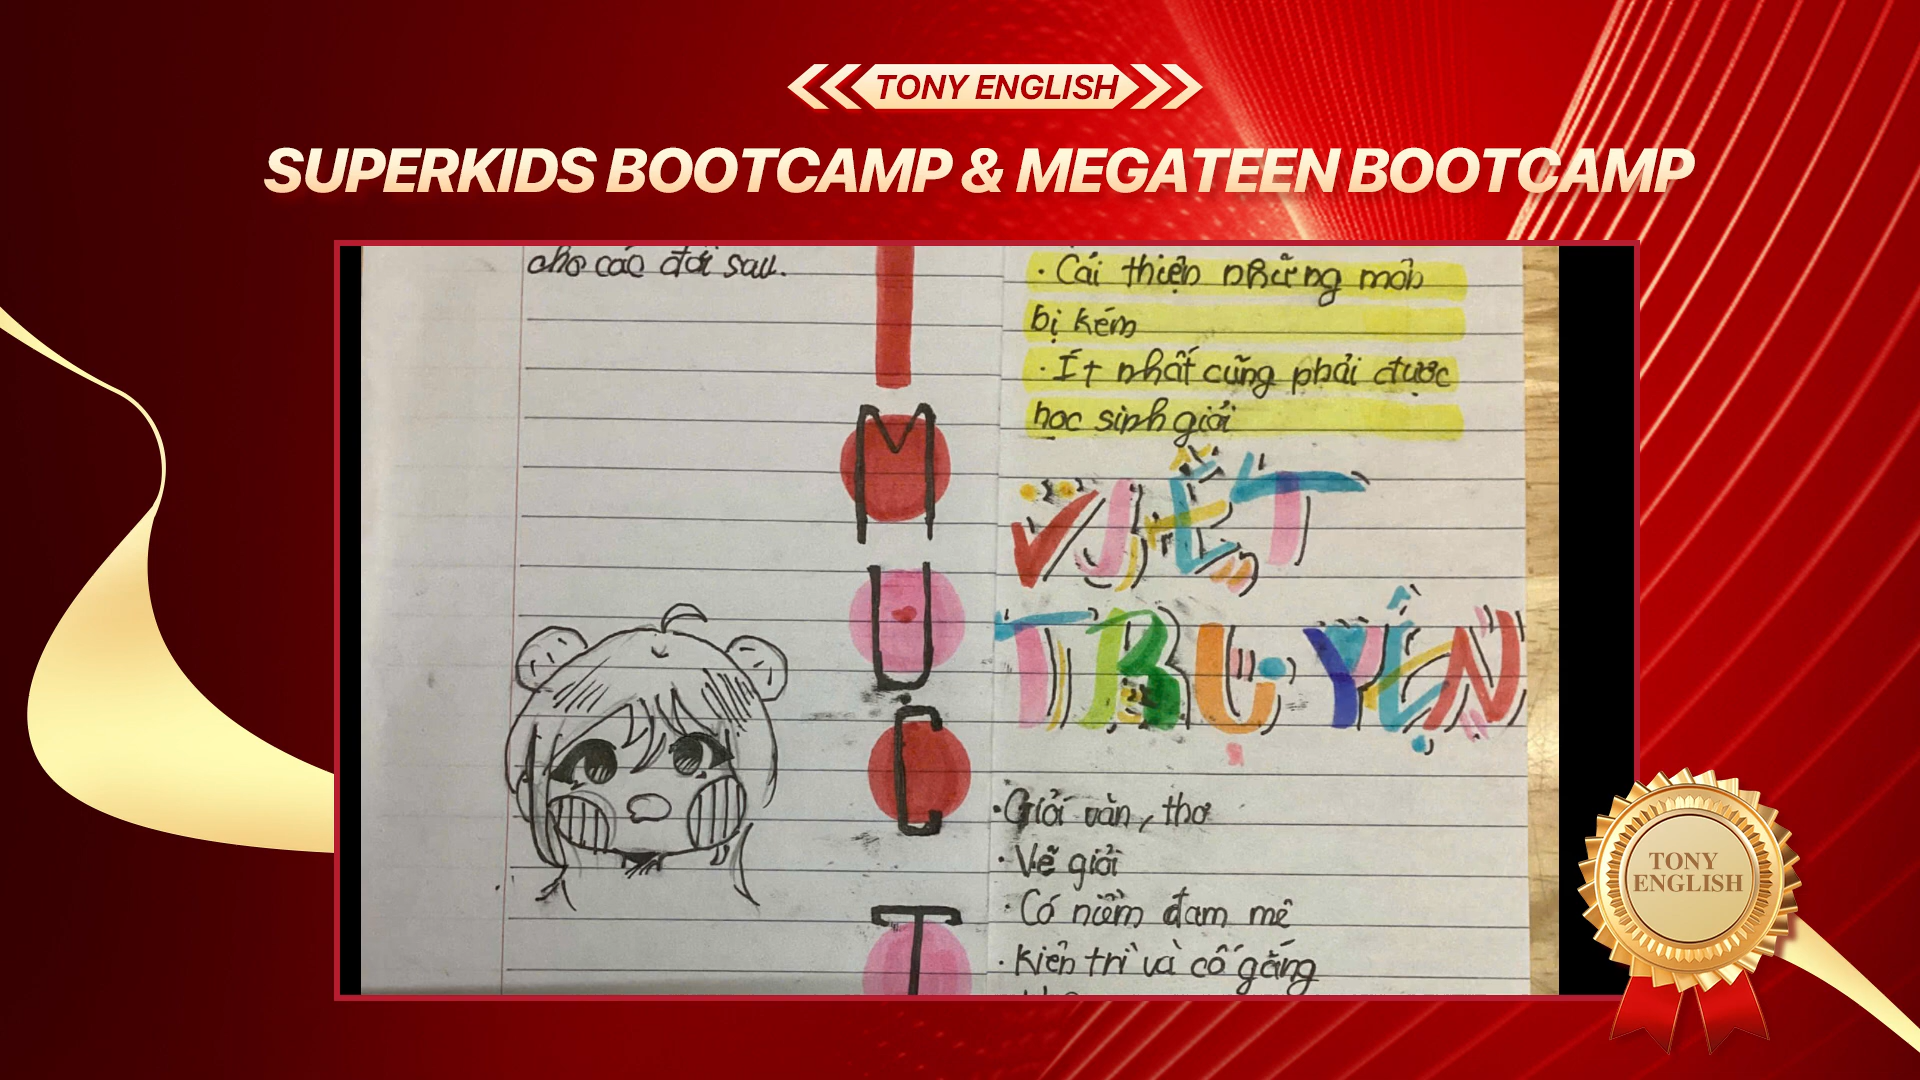 TONY ENGLISH
SUPERKIDS BOOTCAMP & MEGATEEN BOOTCAMP
cho các đời sau.
M
Ụ
C
T
· Cải thiện những môn
bị kém
· Ít nhất cũng phải được
học sinh giỏi
VIẾT
TRUYỆN
· Giỏi văn, thơ
· Vẽ giỏi
· Có niềm đam mê
· Kiên trì và cố gắng
TONY
ENGLISH